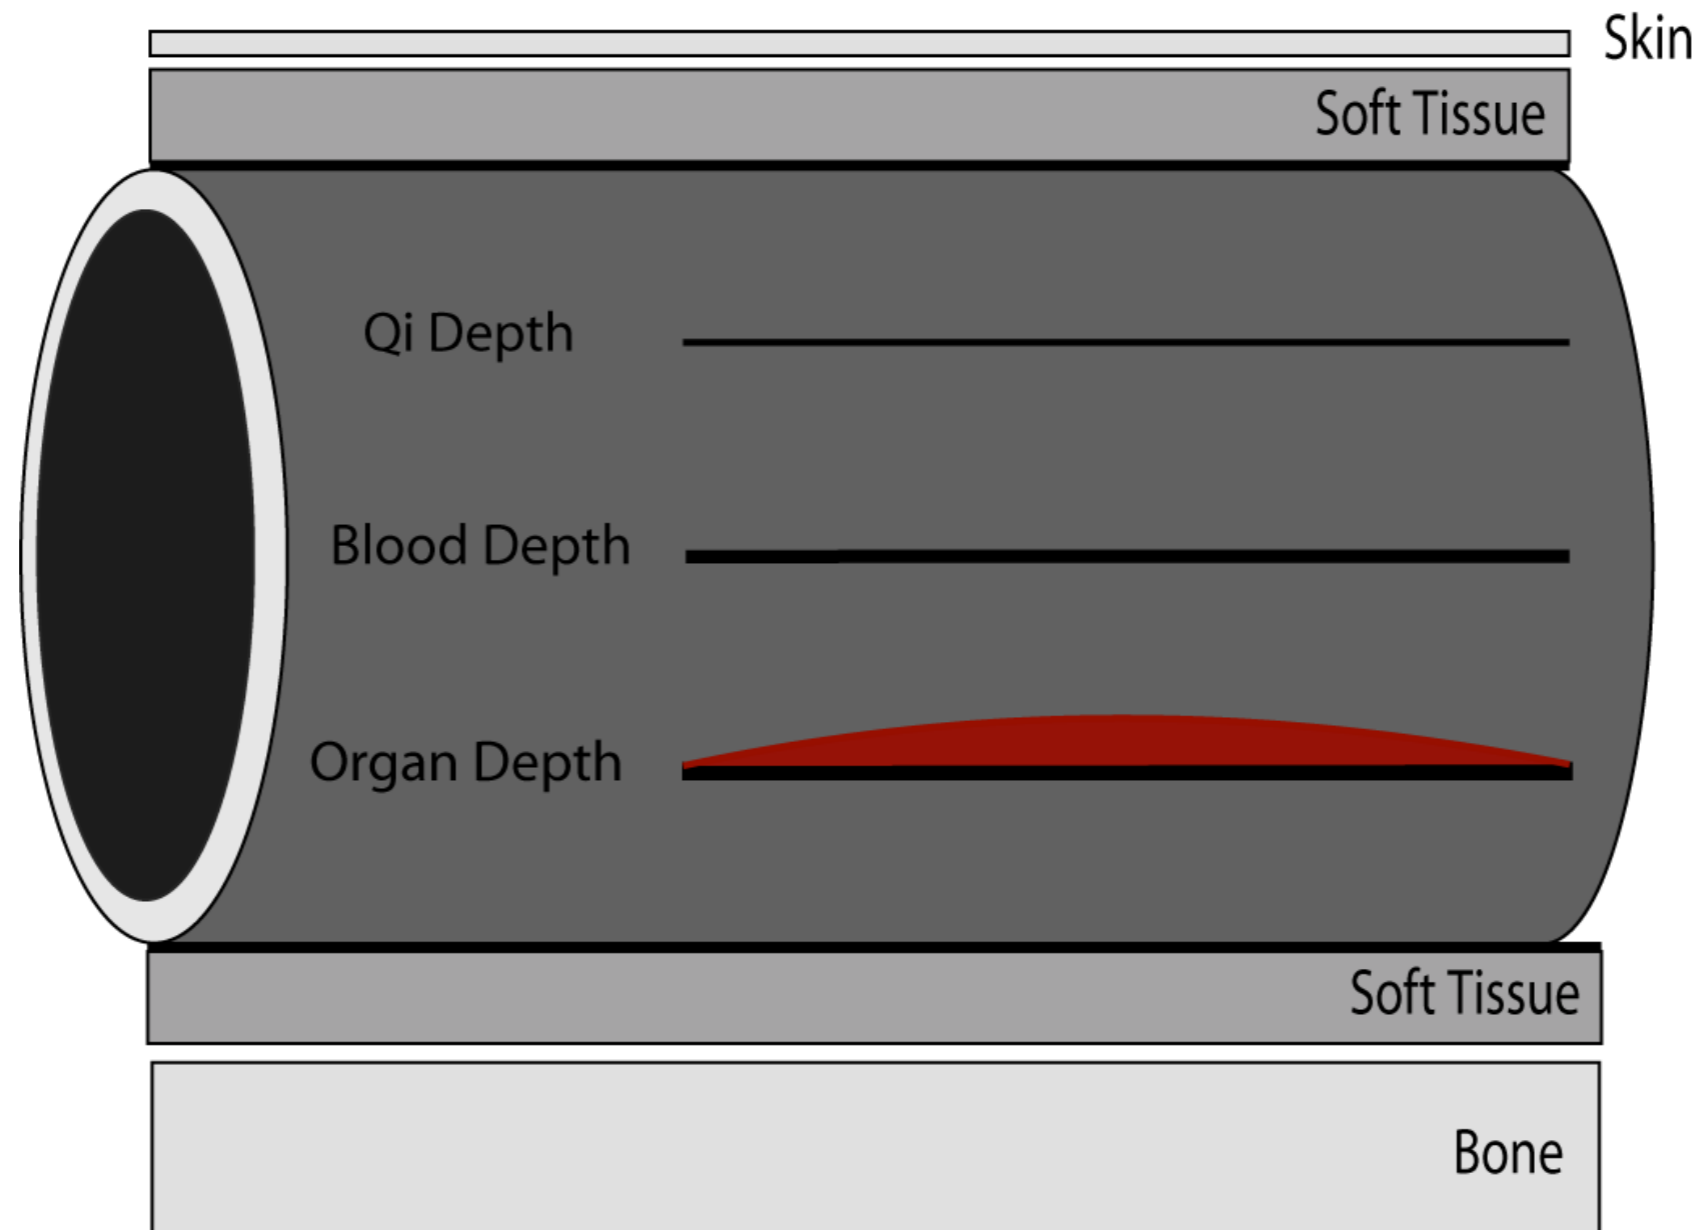 Skin
Soft Tissue
Qi Depth
Blood Depth
Organ Depth
Soft Tissue
Bone